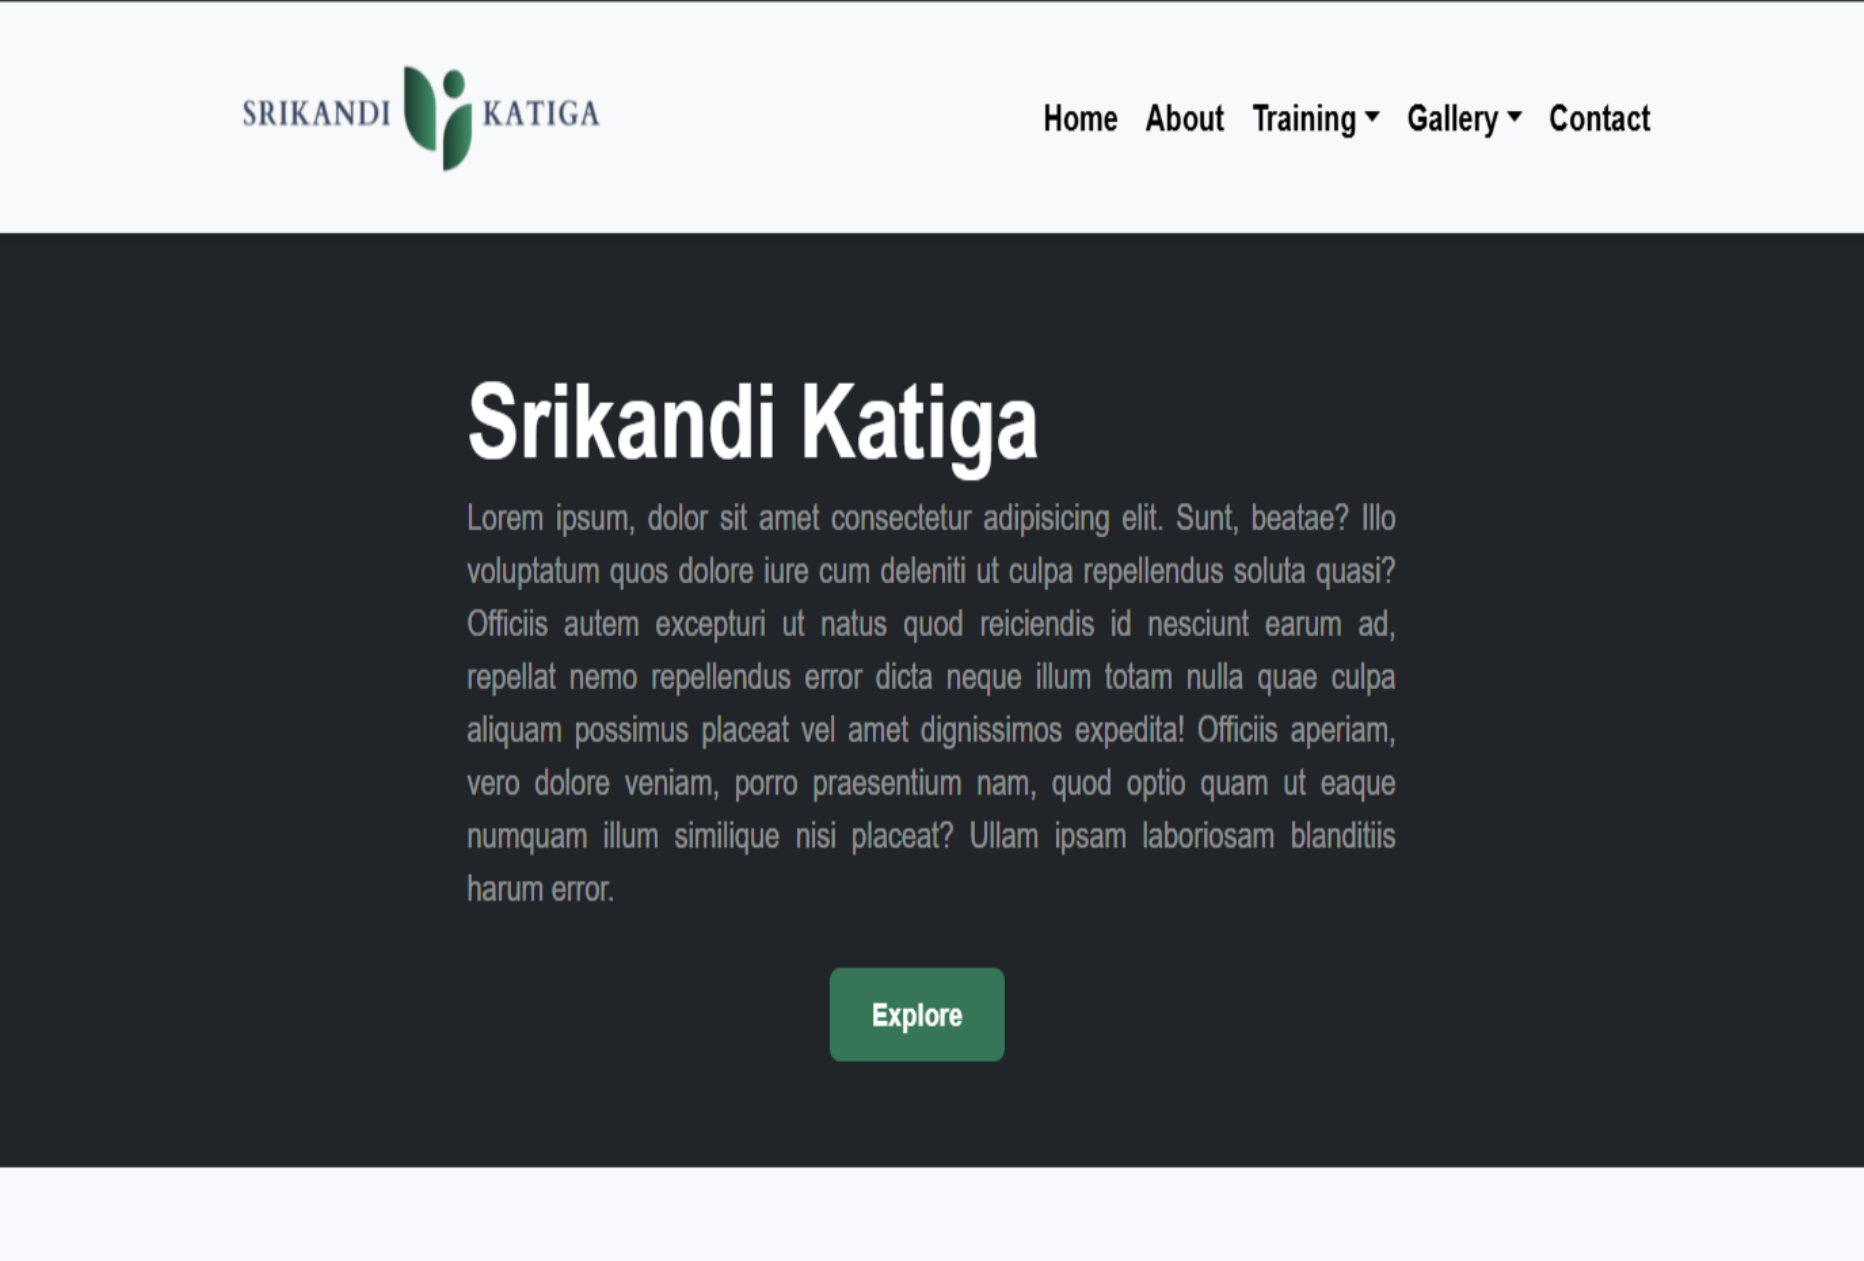 SRIKANDI KATIGA
Home About Training Gallery Contact
Srikandi Katiga
Lorem ipsum, dolor sit amet consectetur adipisicing elit. Sunt, beatae? Illo
voluptatum quos dolore iure cum deleniti ut culpa repellendus soluta quasi?
Officiis autem excepturi ut natus quod reiciendis id nesciunt earum ad,
repellat nemo repellendus error dicta neque illum totam nulla quae culpa
aliquam possimus placeat vel amet dignissimos expedita! Officiis aperiam,
vero dolore veniam, porro praesentium nam, quod optio quam ut eaque
numquam illum similique nisi placeat? Ullam ipsam laboriosam blanditiis
harum error.
Explore